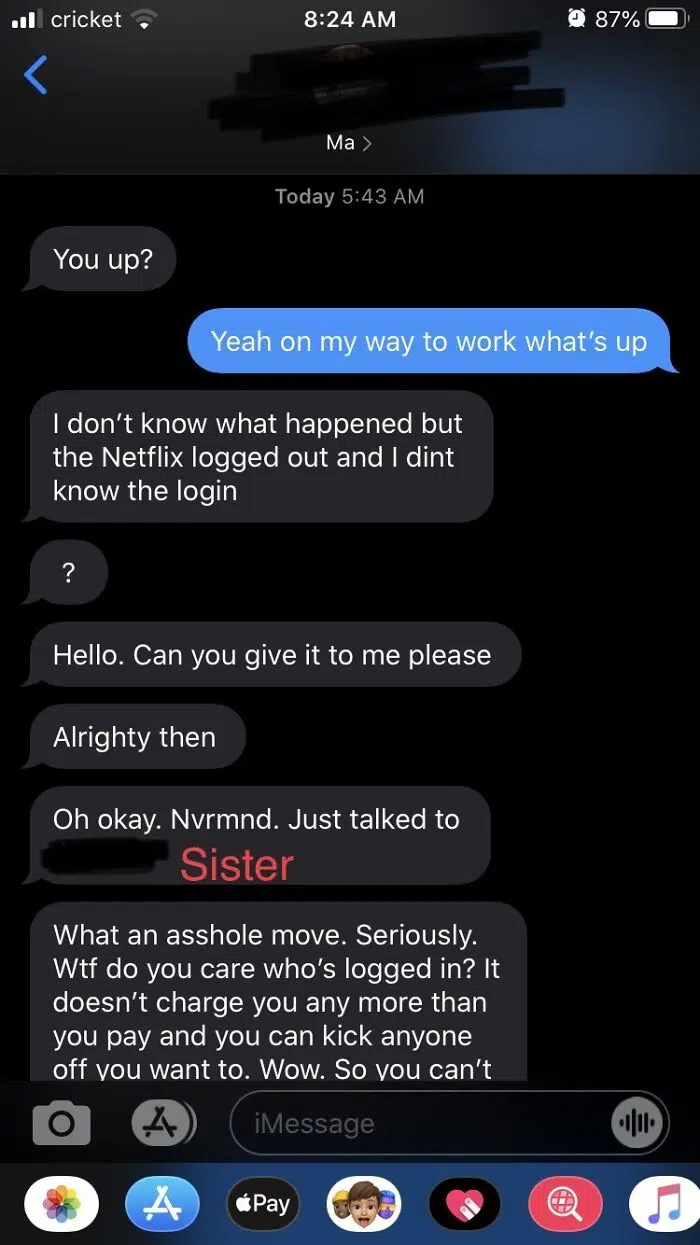 cricket 8:24 AM 87%
Ma >
Today 5:43 AM
You up?
Yeah on my way to work what’s up
I don’t know what happened but
the Netflix logged out and I dint
know the login
?
Hello. Can you give it to me please
Alrighty then
Oh okay. Nvrmnd. Just talked to
Sister
What an asshole move. Seriously.
Wtf do you care who’s logged in? It
doesn’t charge you any more than
you pay and you can kick anyone
off you want to. Wow. So you can’t
iMessage
Pay